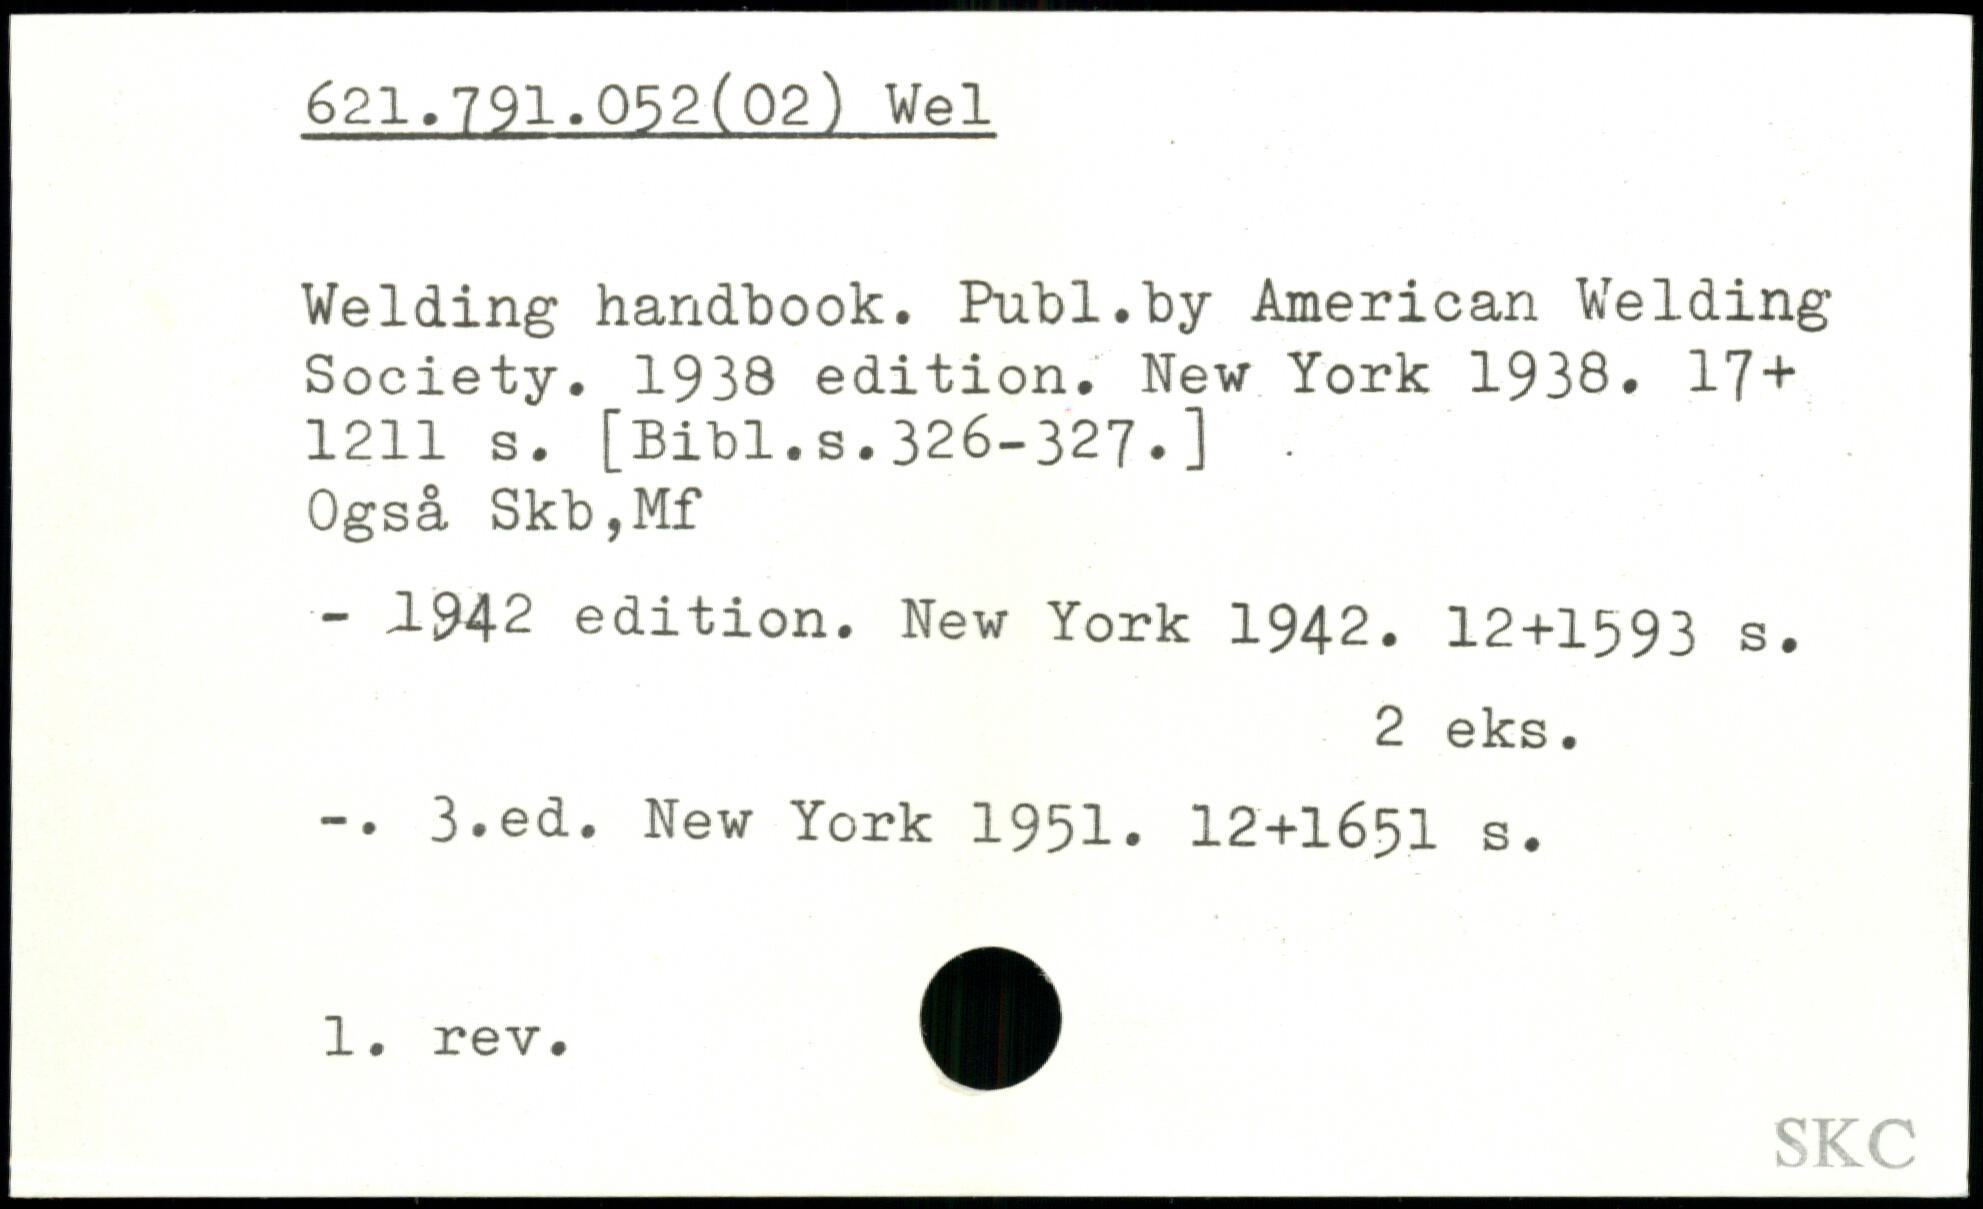 621.791.052(02) Wel
Welding handbook. Publ.by American Welding
Society. 1938 edition. New York 1938. 17+
1211 s. [Bibl.s.326-327.]
Også Skb,Mf
- 1942 edition. New York 1942. 12+1593 s.
2 eks.
-. 3.ed. New York 1951. 12+1651 s.
1. rev.
SKC